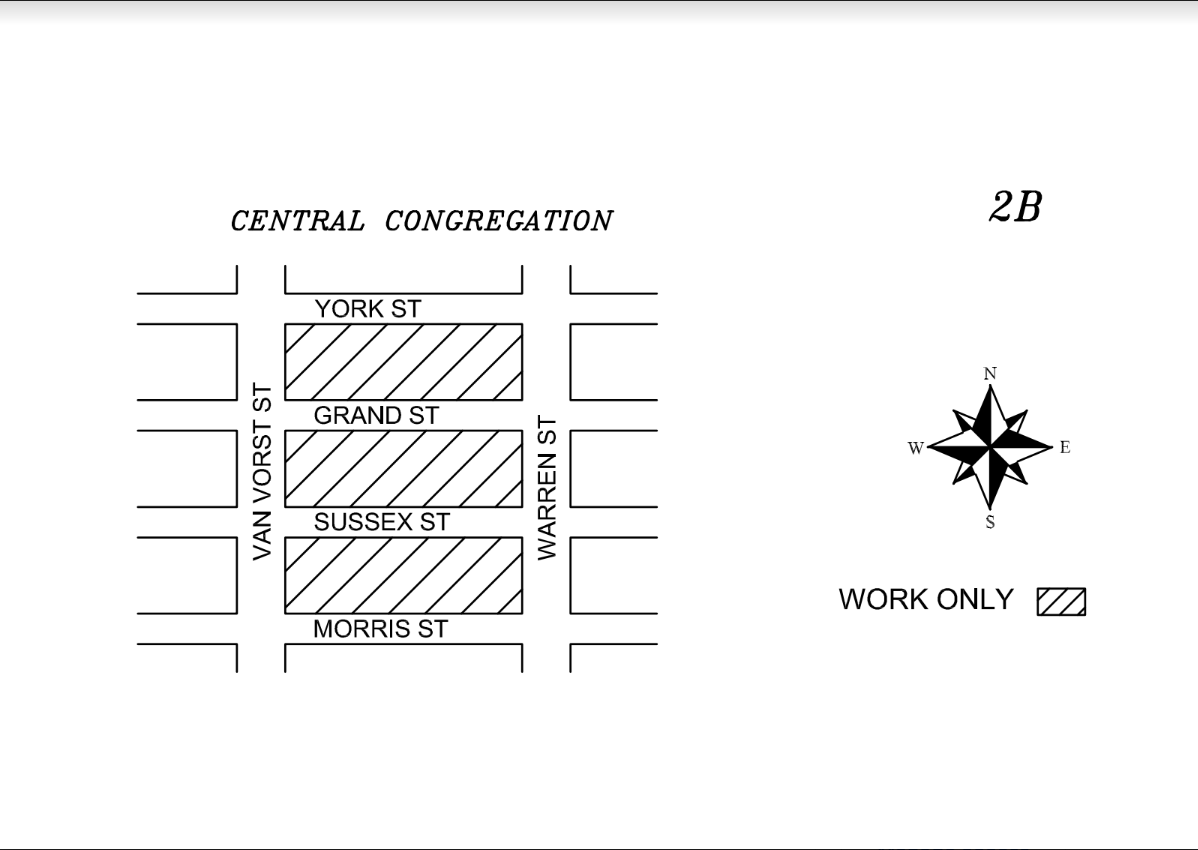 2B
CENTRAL CONGREGATION
YORK ST
GRAND ST
VAN VORST ST
WARREN ST
SUSSEX ST
MORRIS ST
N
W
E
S
WORK ONLY